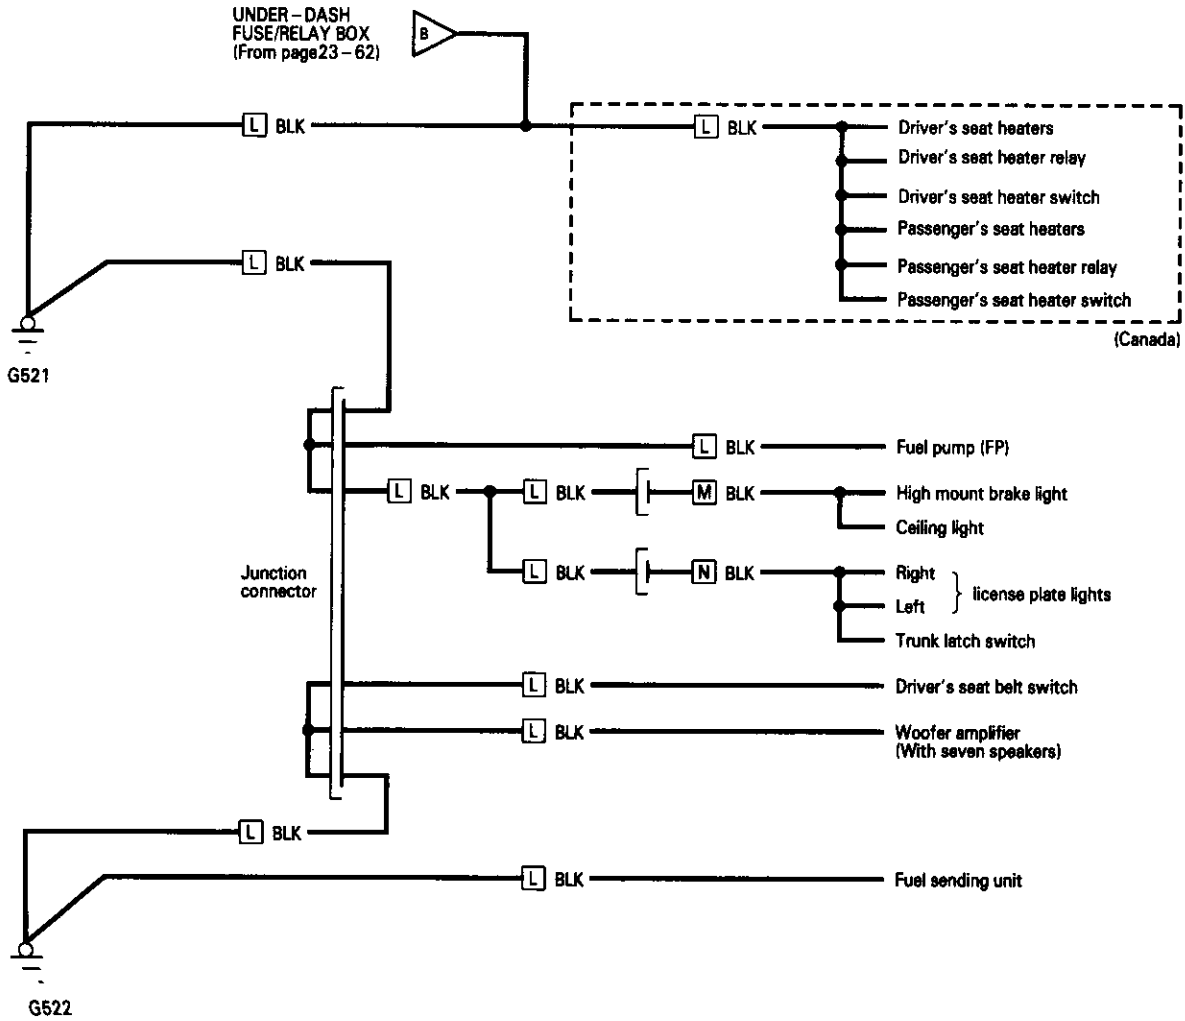 UNDER-DASH
FUSE/RELAY BOX
(From page23-62)
B
L BLK
L BLK
Driver's seat heaters
Driver's seat heater relay
Driver's seat heater switch
Passenger's seat heaters
Passenger's seat heater relay
Passenger's seat heater switch
(Canada)
L BLK
G521
L BLK
Fuel pump (FP)
L BLK
L BLK
M BLK
High mount brake light
Ceiling light
L BLK
N BLK
Right
Left
license plate lights
Trunk latch switch
Junction
connector
L BLK
Driver's seat belt switch
L BLK
Woofer amplifier
(With seven speakers)
L BLK
L BLK
Fuel sending unit
G522